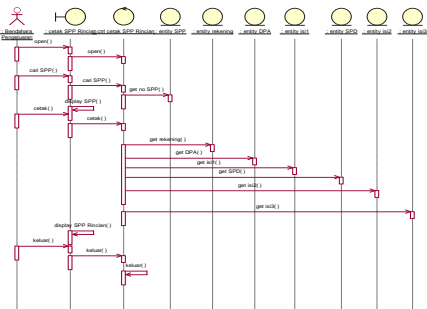 : Bendahara
Pengeluaran
: cetak SPP Rincian
: ctrl cetak SPP Rincian
: entity SPP
: entity rekening
: entity DPA
: entity isi1
: entity SPD
: entity isi2
: entity isi3
open( )
open( )
cari SPP( )
cari SPP( )
get no SPP( )
display SPP( )
cetak( )
cetak( )
get rekening( )
get DPA( )
get isi1( )
get SPD( )
get isi2( )
get isi3( )
display SPP Rincian( )
keluar( )
keluar( )
keluar( )